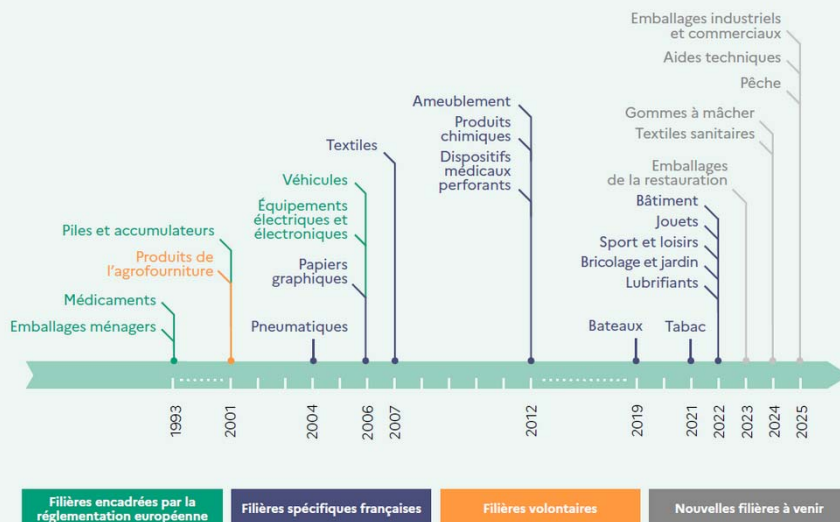 Emballages industriels
et commerciaux
Aides techniques
Pêche
Ameublement
Gommes à mâcher
Produits
chimiques
Textiles sanitaires
Textiles
Dispositifs
médicaux
perforants
Emballages
de la restauration
Véhicules
Bâtiment
Équipements
électriques et
électroniques
Jouets
Piles et accumulateurs
Sport et loisirs
Produits de
l'agrofourniture
Papiers
graphiques
Bricolage et jardin
Lubrifiants
Médicaments
Emballages ménagers
Pneumatiques
Bateaux
Tabac
1993
2001
2004
2006
2007
2012
2019
2021
2022
2023
2024
2025
Filières encadrées par la
réglementation européenne
Filières spécifiques françaises
Filières volontaires
Nouvelles filières à venir